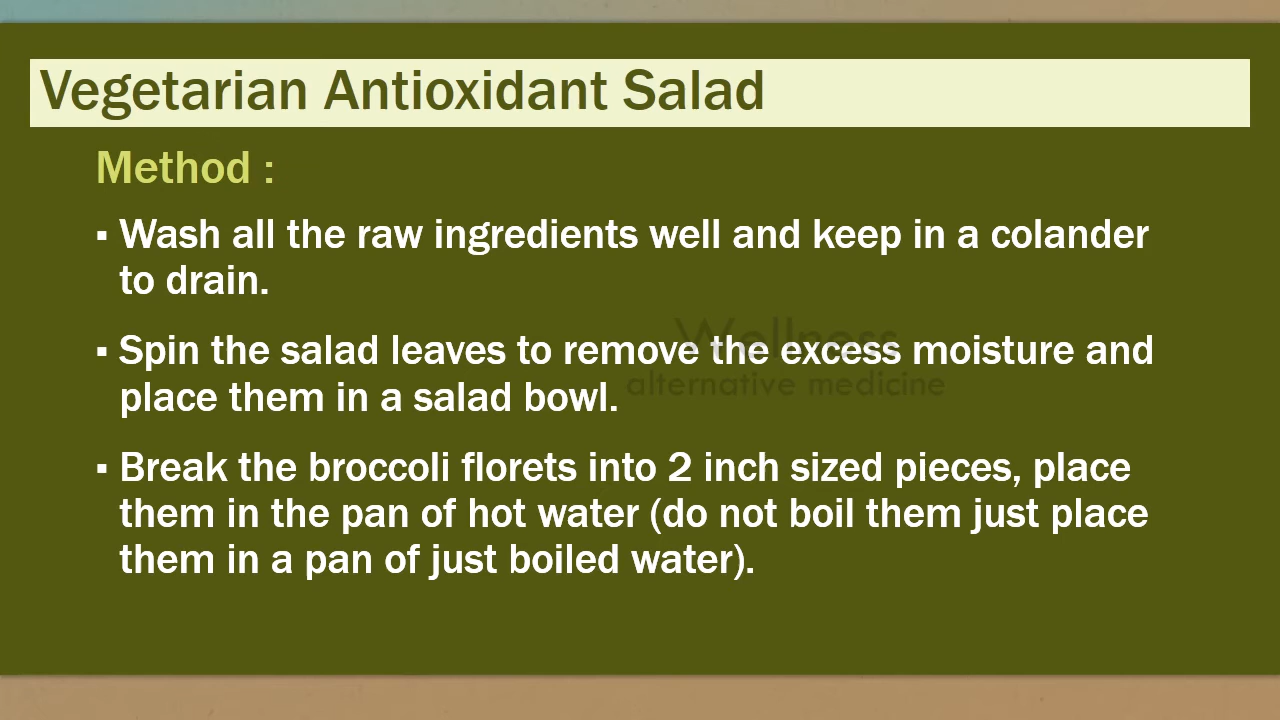 Vegetarian Antioxidant Salad
Method :
▪ Wash all the raw ingredients well and keep in a colander
to drain.
▪ Spin the salad leaves to remove the excess moisture and
place them in a salad bowl.
Wellness
alternative medicine
▪ Break the broccoli florets into 2 inch sized pieces, place
them in the pan of hot water (do not boil them just place
them in a pan of just boiled water).